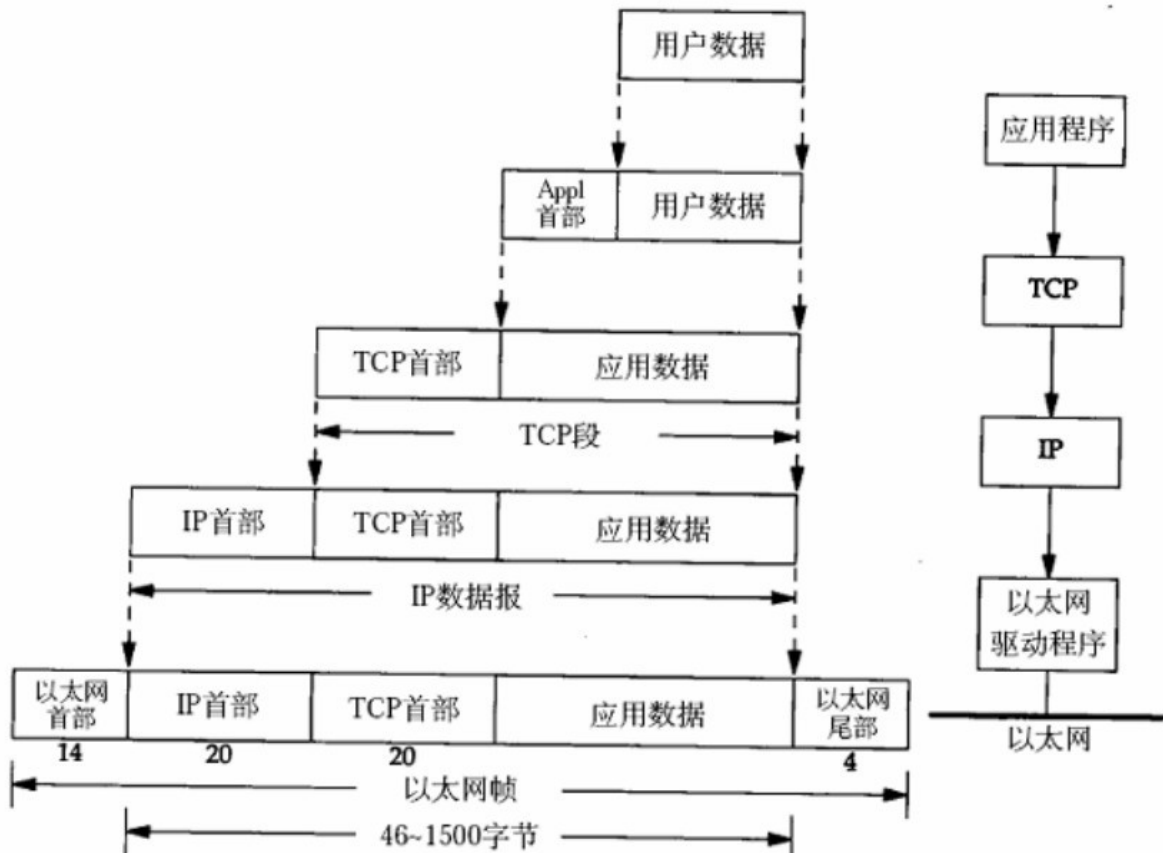 用户数据
Appl
首部
用户数据
TCP首部
应用数据
TCP段
IP首部
TCP首部
应用数据
IP数据报
以太网
首部
IP首部
TCP首部
应用数据
以太网
尾部
14
20
20
4
以太网帧
46~1500字节
应用程序
TCP
IP
以太网
驱动程序
以太网